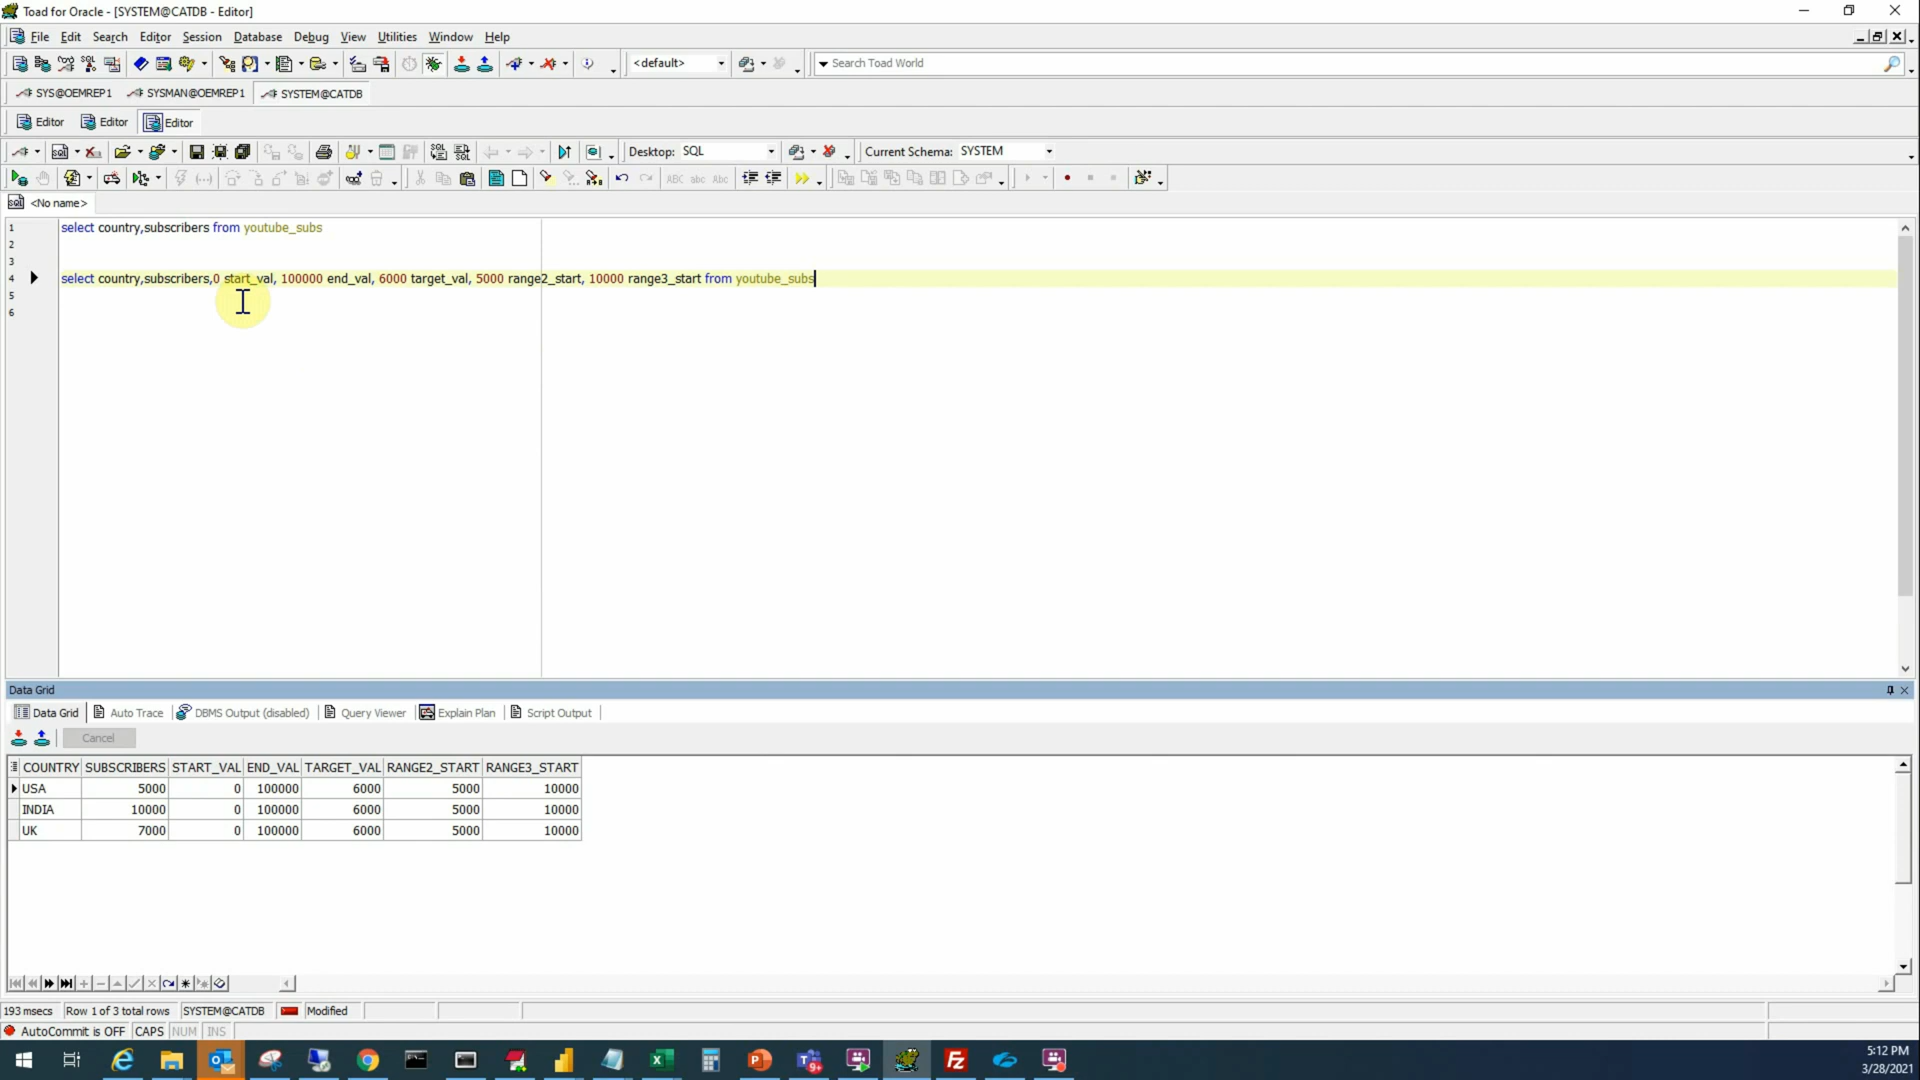 Toad for Oracle - [SYSTEM@CATDB - Editor]
File Edit Search Editor Session Database Debug View Utilities Window Help
<default> Search Toad World
SYS@OEMREP1 SYSMAN@OEMREP1 SYSTEM@CATDB
Editor Editor Editor
Desktop: SQL Current Schema: SYSTEM
<No name>
1 select country,subscribers from youtube_subs
2
3
4 select country,subscribers,0 start_val, 100000 end_val, 6000 target_val, 5000 range2_start, 10000 range3_start from youtube_subs
5
6
Data Grid
Data Grid Auto Trace DBMS Output (disabled) Query Viewer Explain Plan Script Output
Cancel
COUNTRY SUBSCRIBERS START_VAL END_VAL TARGET_VAL RANGE2_START RANGE3_START
USA 5000 0 100000 6000 5000 10000
INDIA 10000 0 100000 6000 5000 10000
UK 7000 0 100000 6000 5000 10000
193 msecs Row 1 of 3 total rows SYSTEM@CATDB Modified
AutoCommit is OFF CAPS NUM INS
5:12 PM
3/28/2021